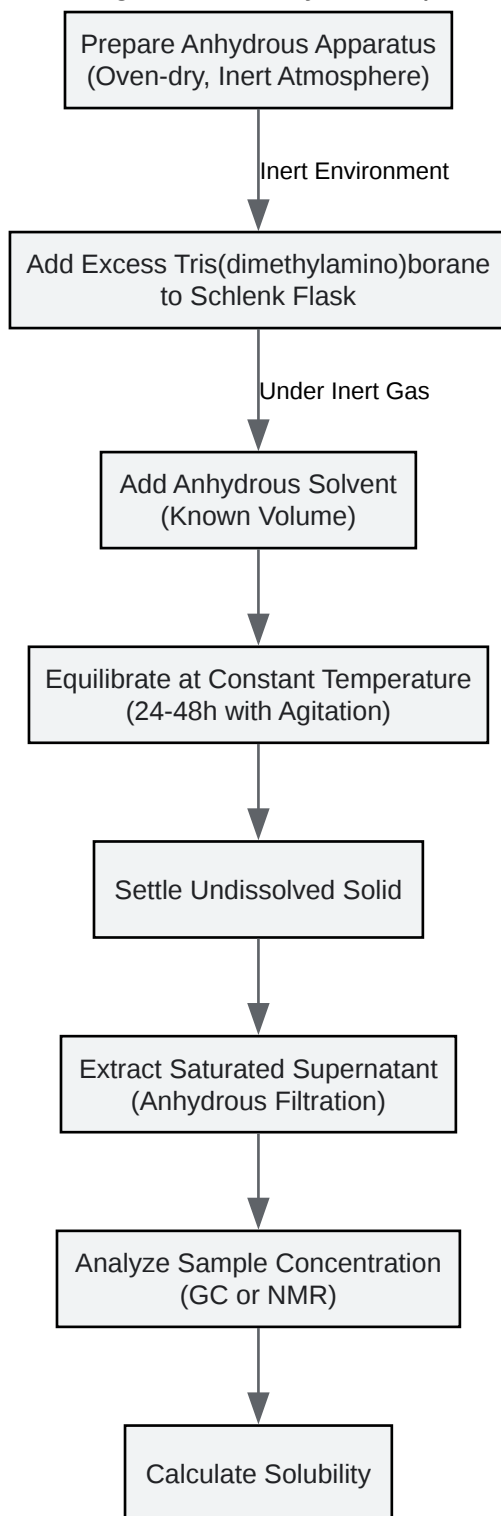 Prepare Anhydrous Apparatus
(Oven-dry, Inert Atmosphere)
Inert Environment
Add Excess Tris(dimethylamino)borane
to Schlenk Flask
Under Inert Gas
Add Anhydrous Solvent
(Known Volume)
Equilibrate at Constant Temperature
(24-48h with Agitation)
Settle Undissolved Solid
Extract Saturated Supernatant
(Anhydrous Filtration)
Analyze Sample Concentration
(GC or NMR)
Calculate Solubility